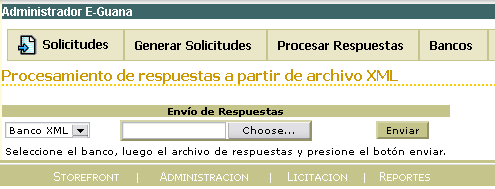 Administrador E-Guana
Solicitudes Generar Solicitudes Procesar Respuestas Bancos
Procesamiento de respuestas a partir de archivo XML
Envío de Respuestas
Banco XML Choose... Enviar
Seleccione el banco, luego el archivo de respuestas y presione el botón enviar.
STOREFRONT | ADMINISTRACION | LICITACION | REPORTES